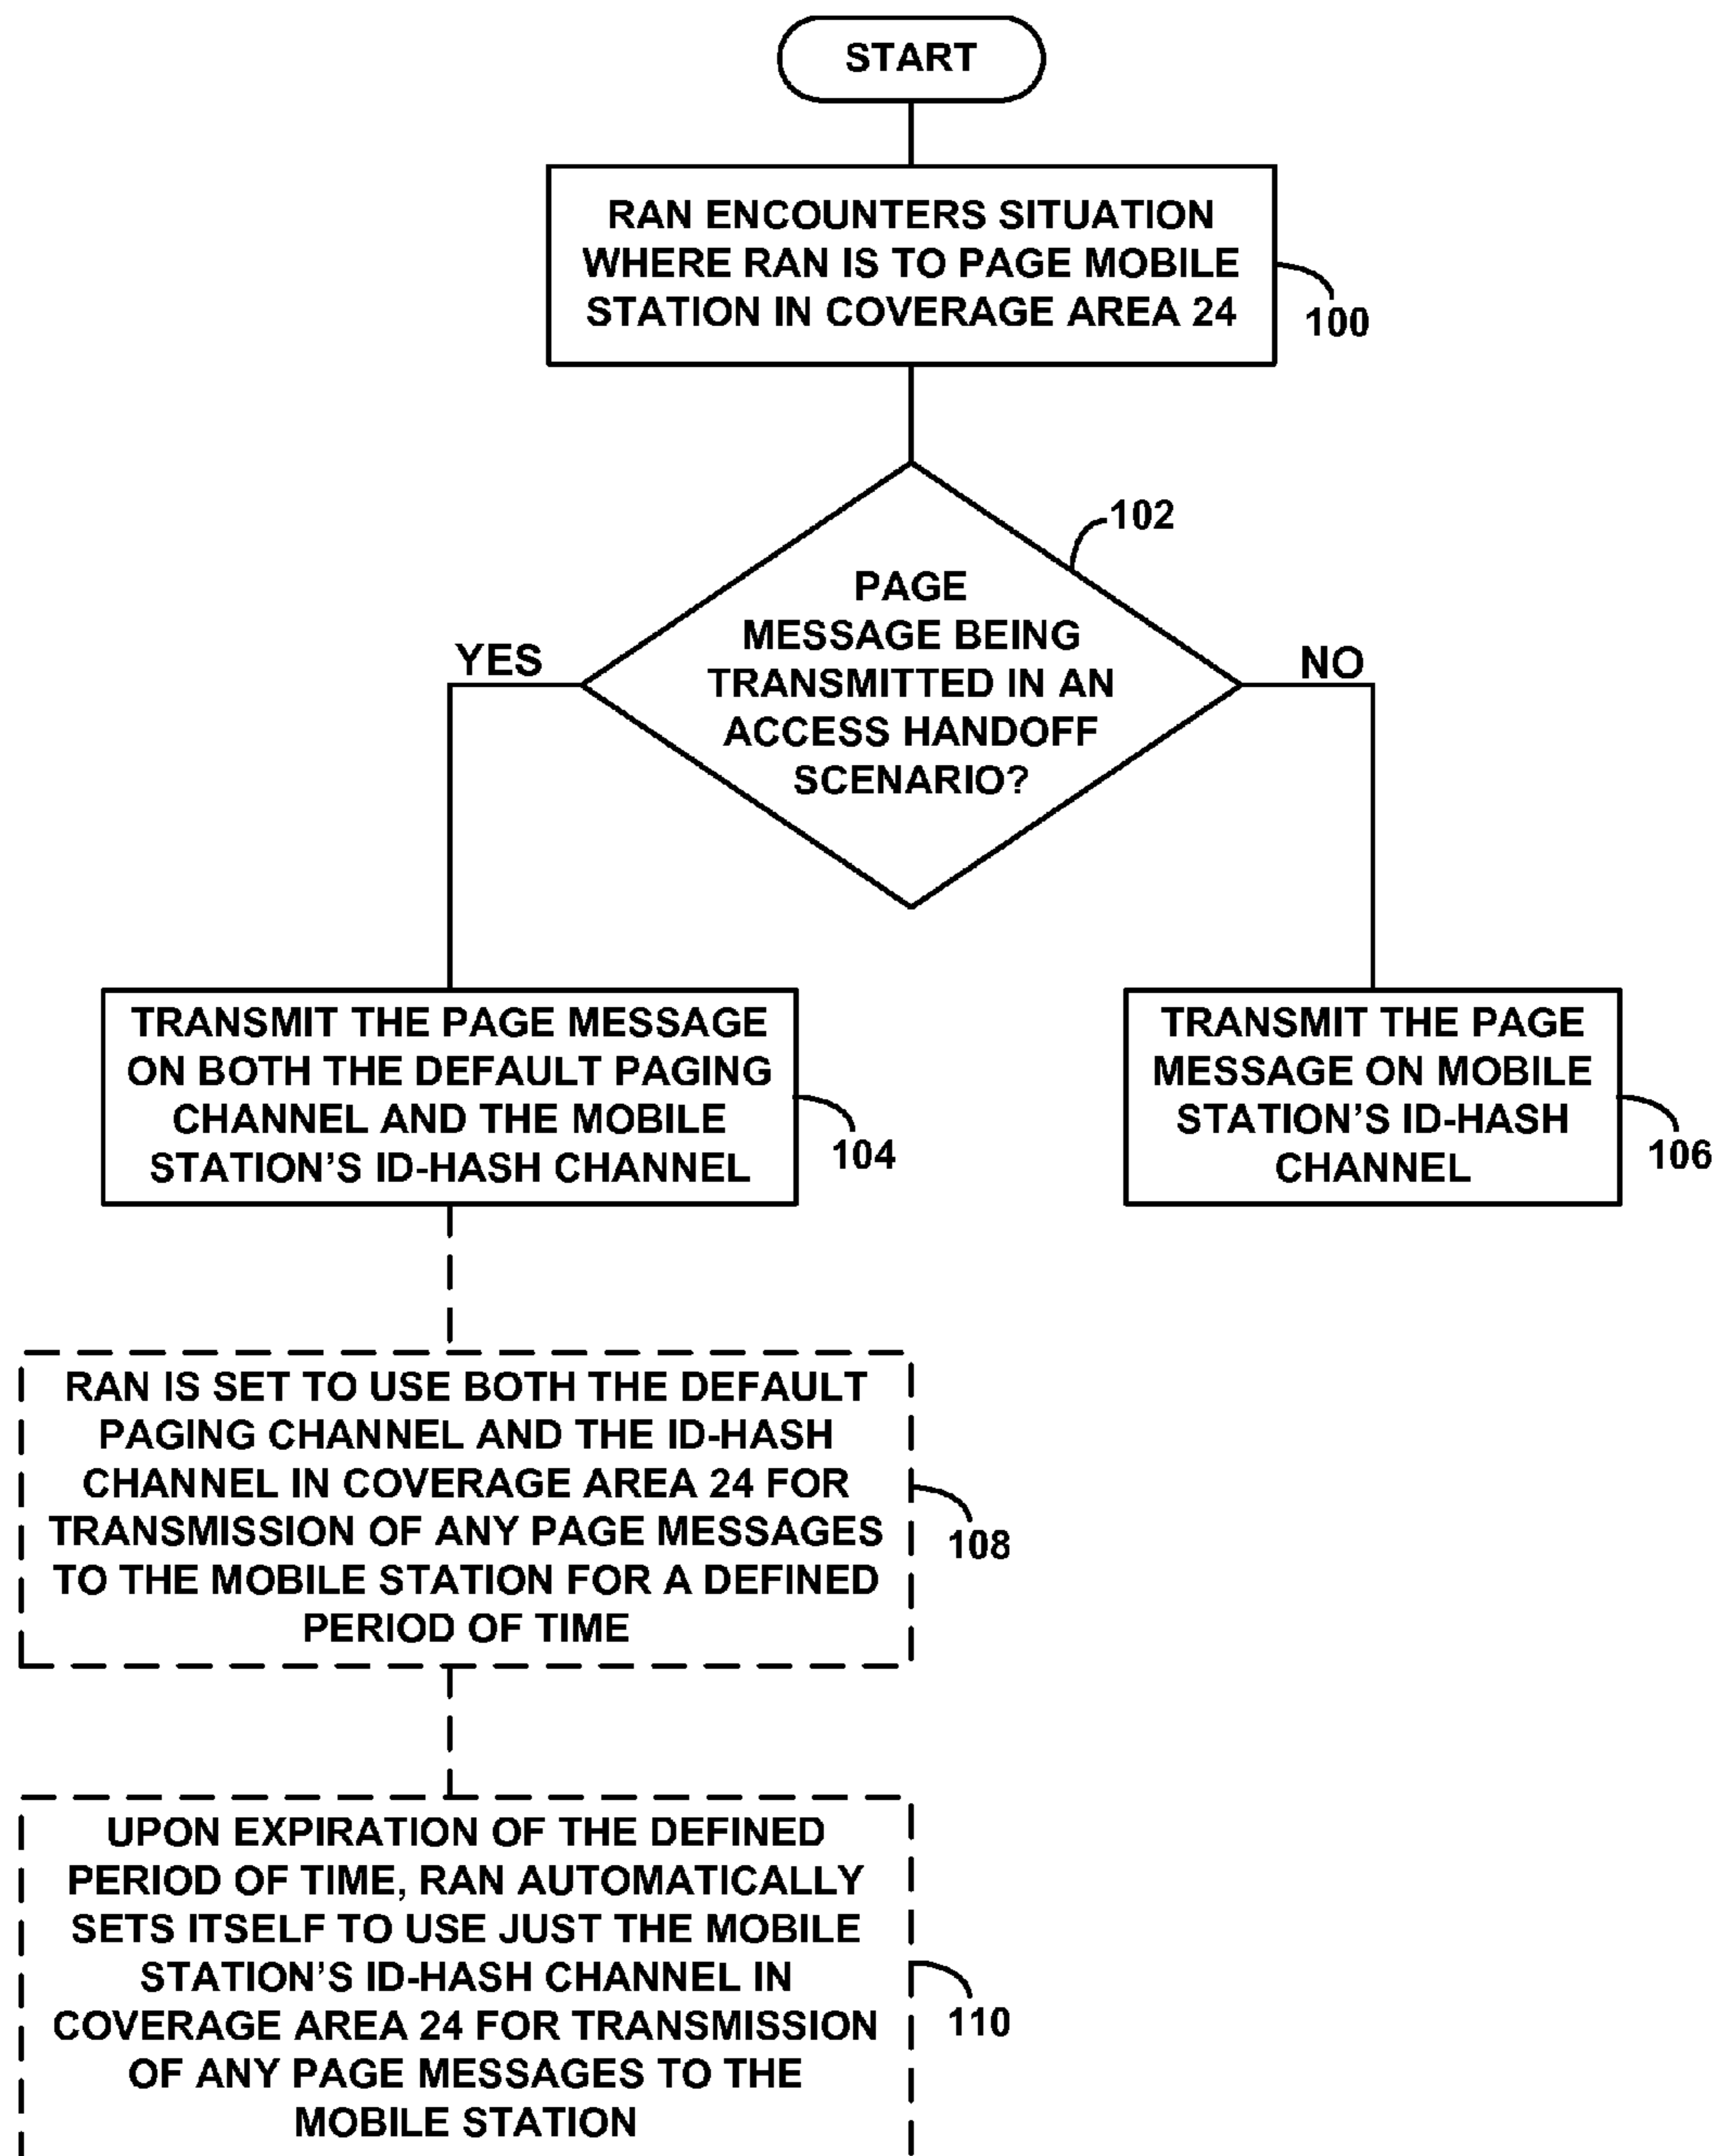 START
RAN ENCOUNTERS SITUATION
WHERE RAN IS TO PAGE MOBILE
STATION IN COVERAGE AREA 24
100
102
PAGE
MESSAGE BEING
TRANSMITTED IN AN
ACCESS HANDOFF
SCENARIO?
YES
NO
TRANSMIT THE PAGE MESSAGE
ON BOTH THE DEFAULT PAGING
CHANNEL AND THE MOBILE
STATION'S ID-HASH CHANNEL
104
TRANSMIT THE PAGE
MESSAGE ON MOBILE
STATION'S ID-HASH
CHANNEL
106
RAN IS SET TO USE BOTH THE DEFAULT
PAGING CHANNEL AND THE ID-HASH
CHANNEL IN COVERAGE AREA 24 FOR
TRANSMISSION OF ANY PAGE MESSAGES
TO THE MOBILE STATION FOR A DEFINED
PERIOD OF TIME
108
UPON EXPIRATION OF THE DEFINED
PERIOD OF TIME, RAN AUTOMATICALLY
SETS ITSELF TO USE JUST THE MOBILE
STATION'S ID-HASH CHANNEL IN
COVERAGE AREA 24 FOR TRANSMISSION
OF ANY PAGE MESSAGES TO THE
MOBILE STATION
110